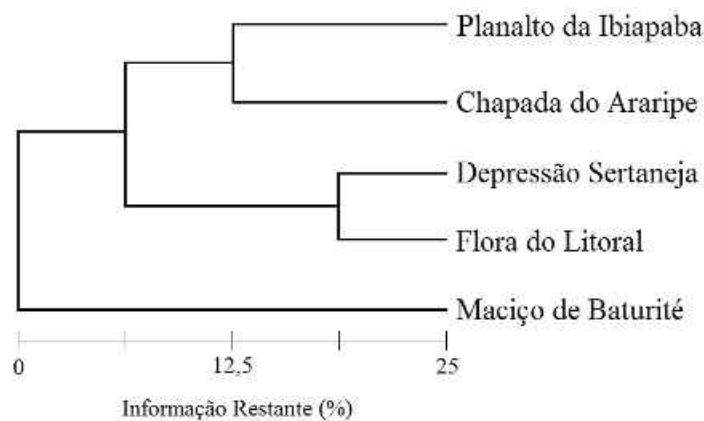 Planalto da Ibiapaba
Chapada do Araripe
Depressão Sertaneja
Flora do Litoral
Maciço de Baturité
0 12,5 25
Informação Restante (%)